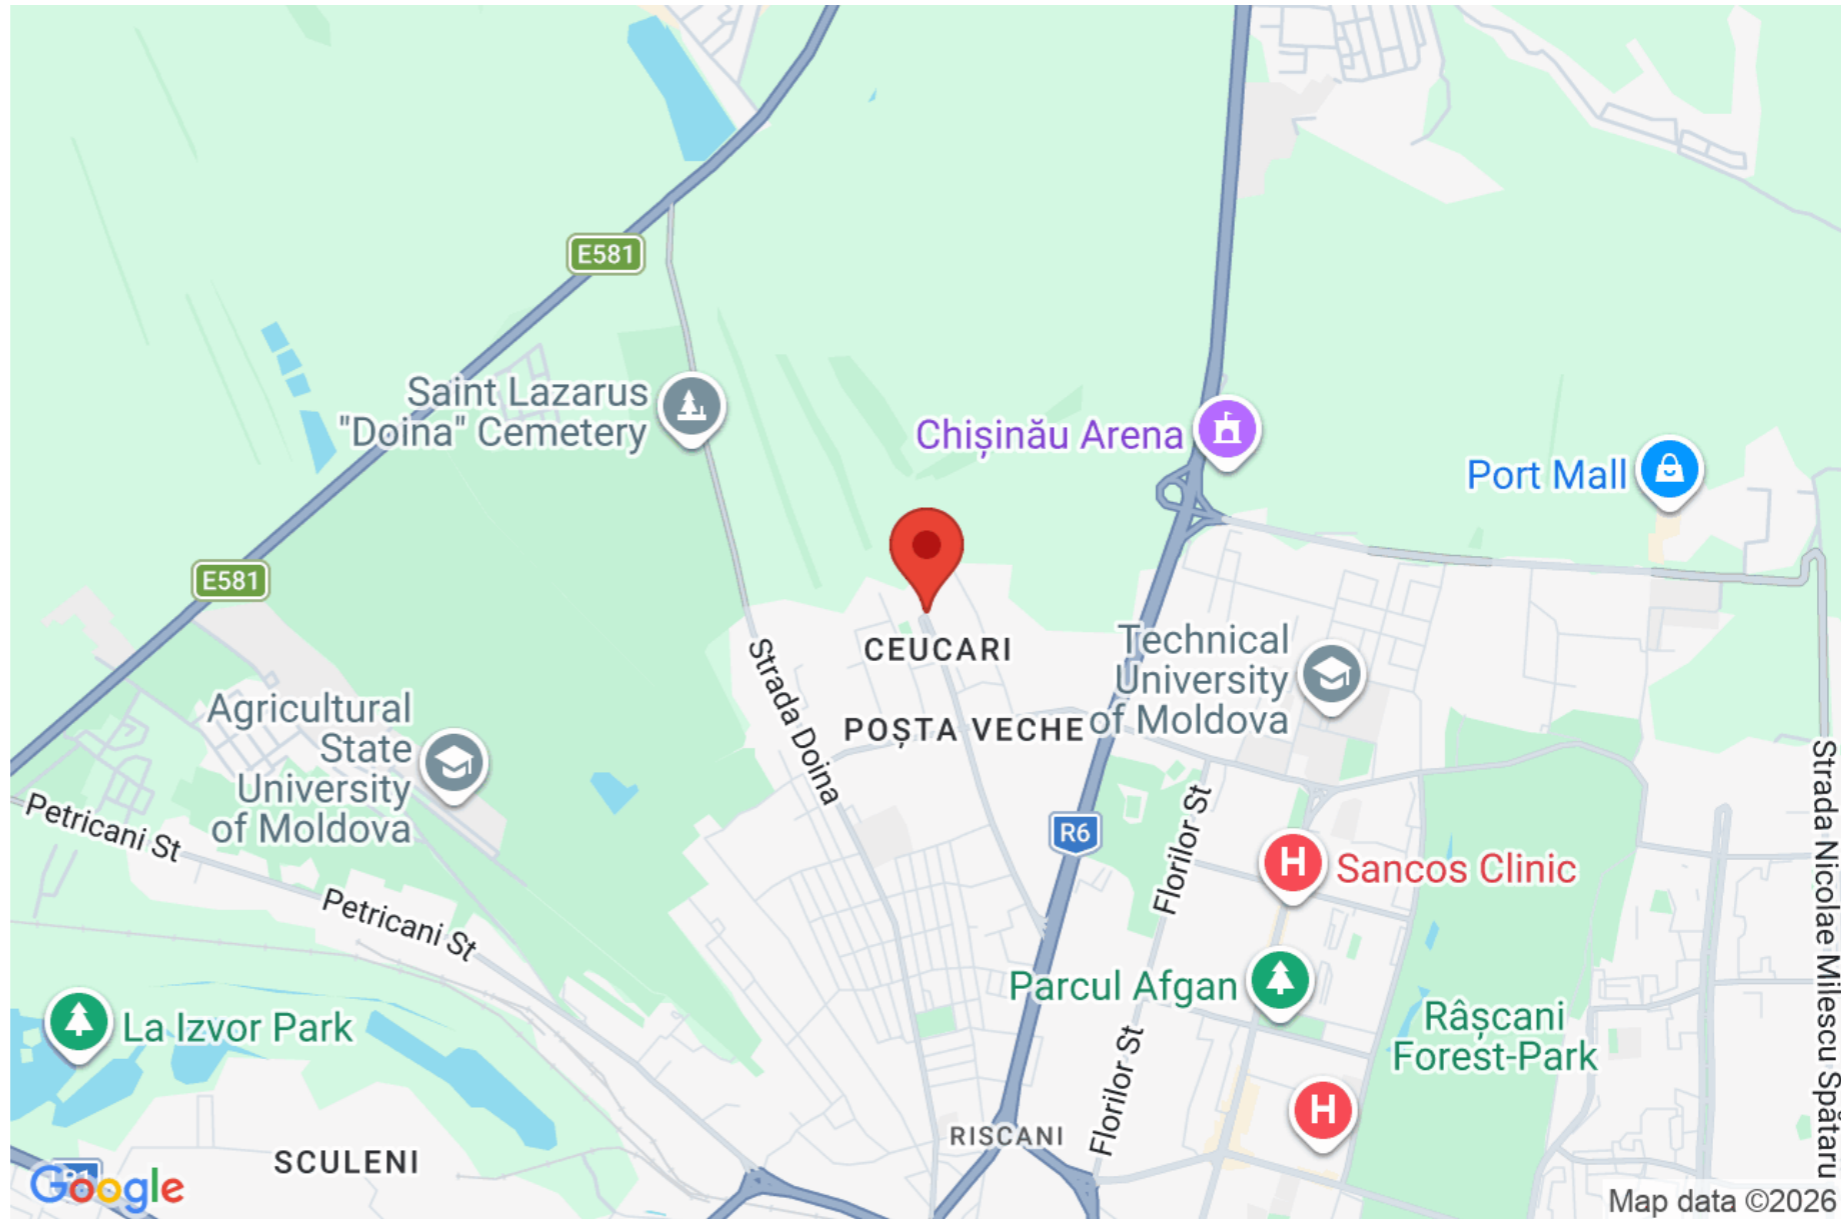 E581
Saint Lazarus
"Doina" Cemetery
Chișinău Arena
Port Mall
E581
CEUCARI
Technical
University
of Moldova
Strada Doina
POȘTA VECHE
Agricultural
State
University
of Moldova
Petricani St
Petricani St
R6
Florilor St
H
Sancos Clinic
Strada Nicolae Milescu Spătaru
Parcul Afgan
La Izvor Park
Râșcani
Forest-Park
Florilor St
H
RISCANI
SCULENI
R1
Google
Map data ©2026